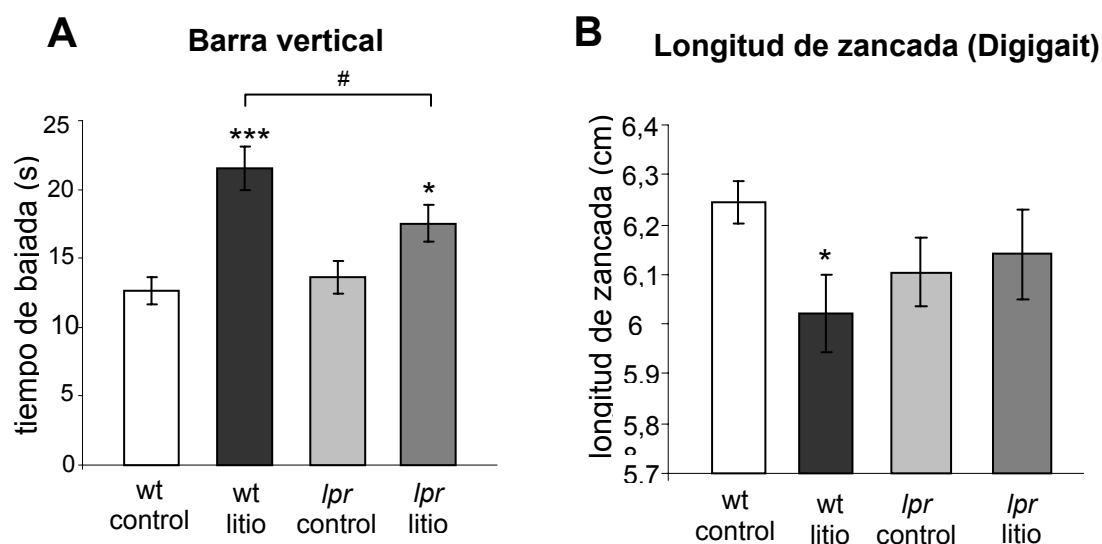 A
Barra vertical
#
***
*
25
20
15
10
5
0
tiempo de bajada (s)
wt
control
wt
litio
lpr
control
lpr
litio
B
Longitud de zancada (Digigait)
*
6,4
6,3
6,2
6,1
6
5.9
5,8
5.7
longitud de zancada (cm)
wt
control
wt
litio
lpr
control
lpr
litio